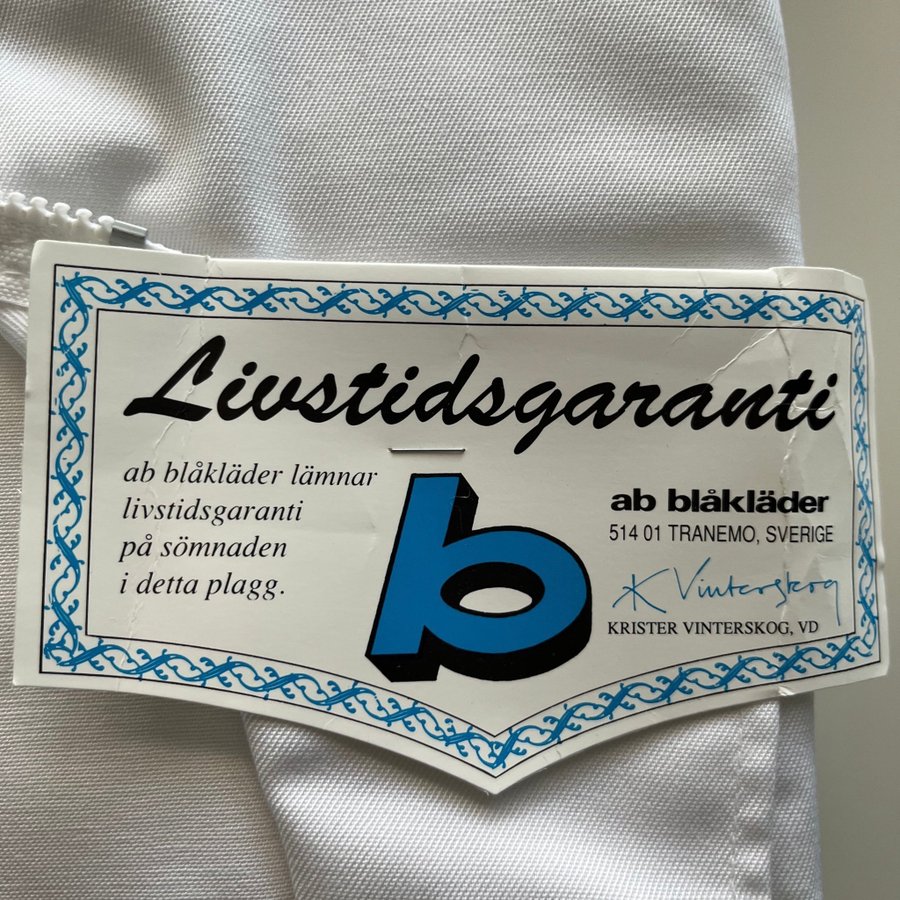 Livstidsgaranti
ab blåkläder lämnar
livstidsgaranti
på sömnaden
i detta plagg.
b
ab blåkläder
514 01 TRANEMO, SVERIGE
K Vinterskog
KRISTER VINTERSKOG, VD